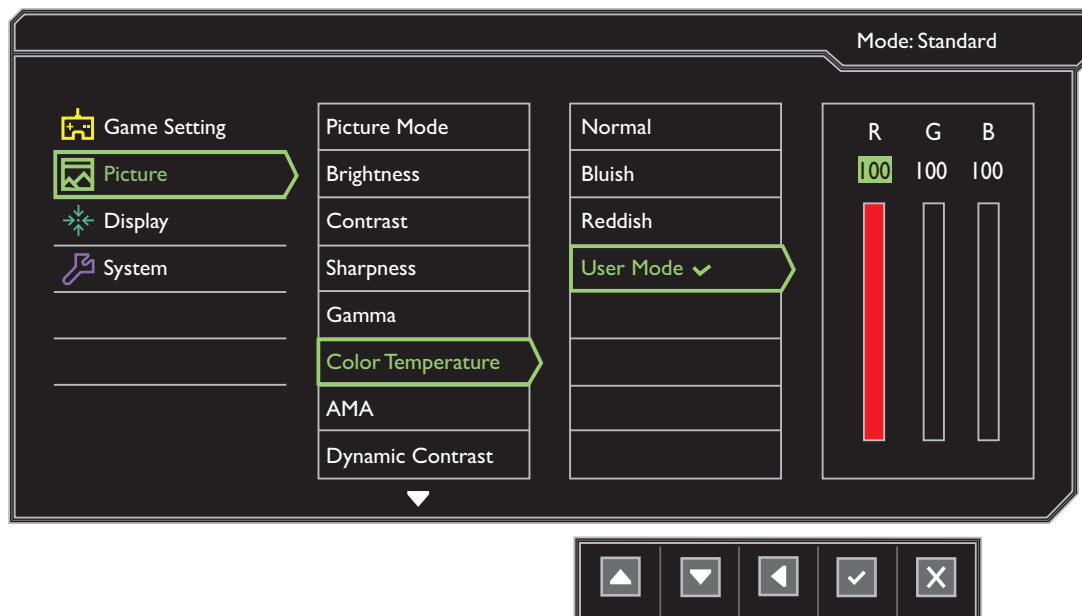 Mode: Standard
Game Setting
Picture
Display
System
Picture Mode
Brightness
Contrast
Sharpness
Gamma
Color Temperature
AMA
Dynamic Contrast
Normal
Bluish
Reddish
User Mode
R G B
100 100 100